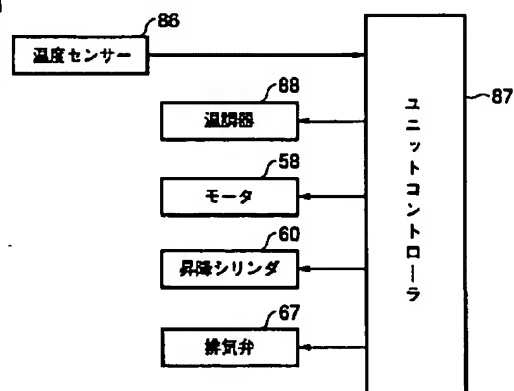 86
温度センサー
88
温調器
87
ユニットコントローラ
58
モータ
60
昇降シリンダ
67
排気弁